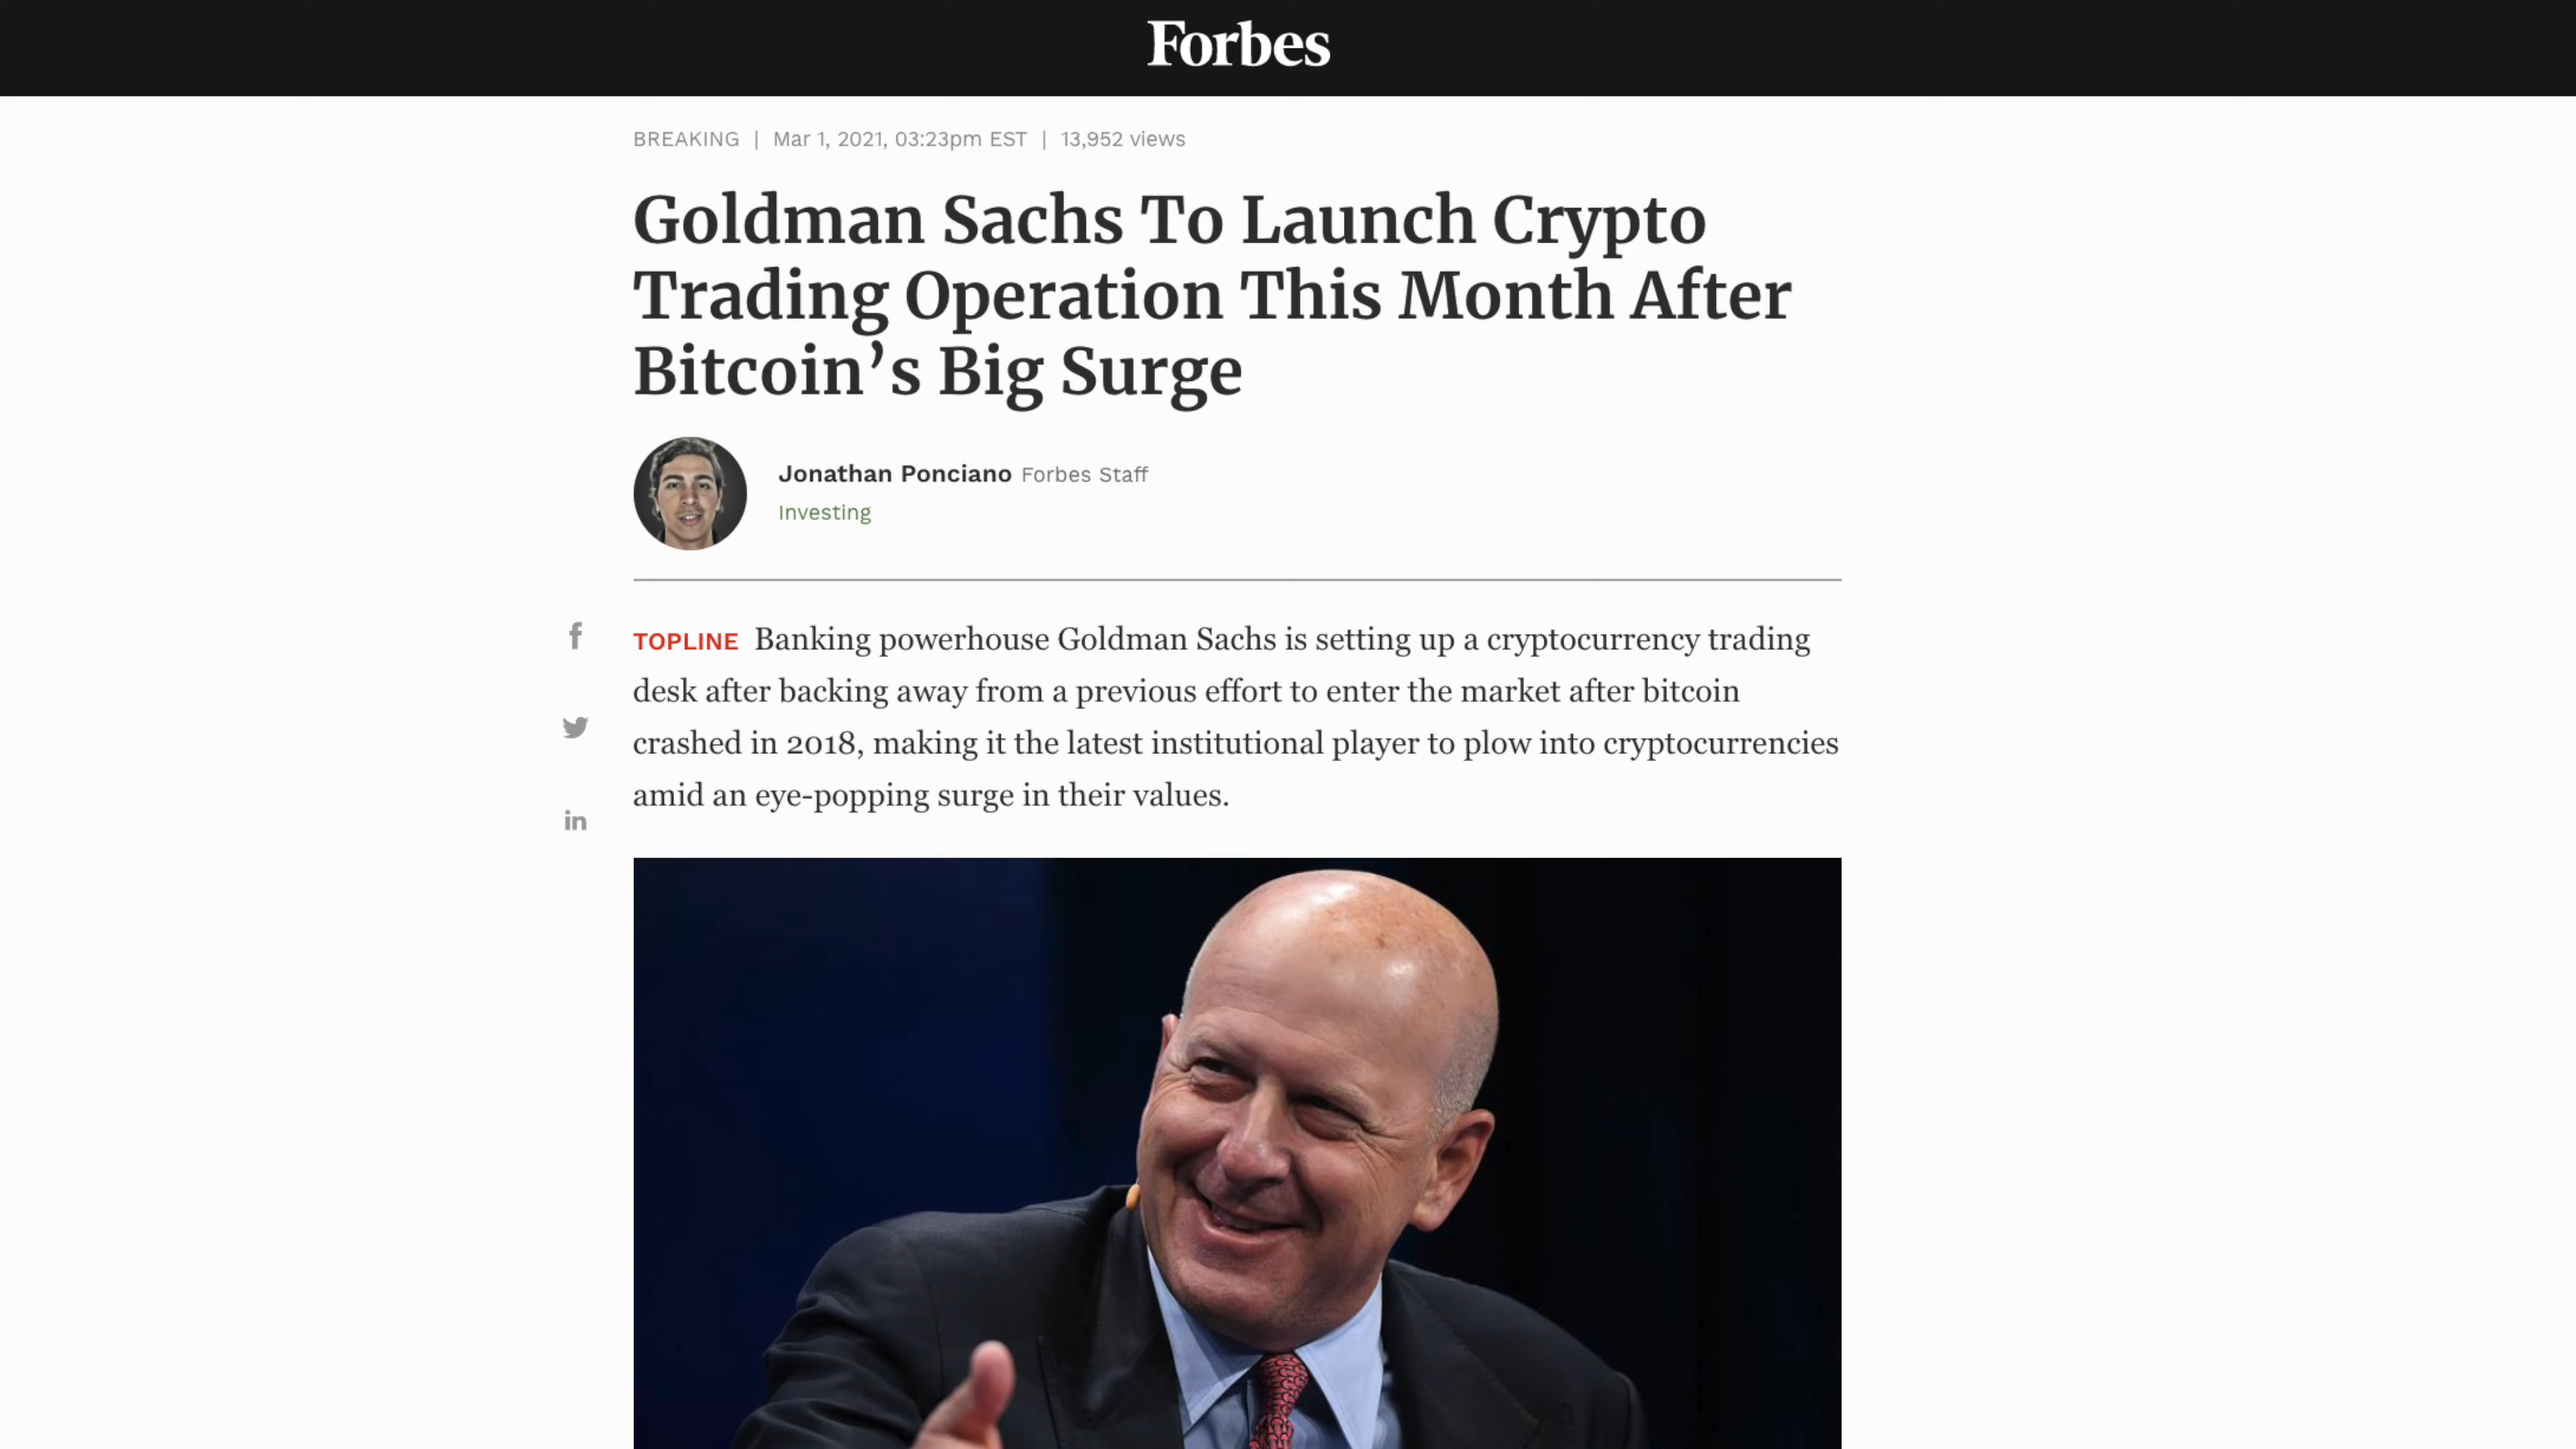 Forbes
BREAKING | Mar 1, 2021, 03:23pm EST | 13,952 views
Goldman Sachs To Launch Crypto
Trading Operation This Month After
Bitcoin’s Big Surge
Jonathan Ponciano Forbes Staff
Investing
TOPLINE Banking powerhouse Goldman Sachs is setting up a cryptocurrency trading
desk after backing away from a previous effort to enter the market after bitcoin
crashed in 2018, making it the latest institutional player to plow into cryptocurrencies
amid an eye-popping surge in their values.